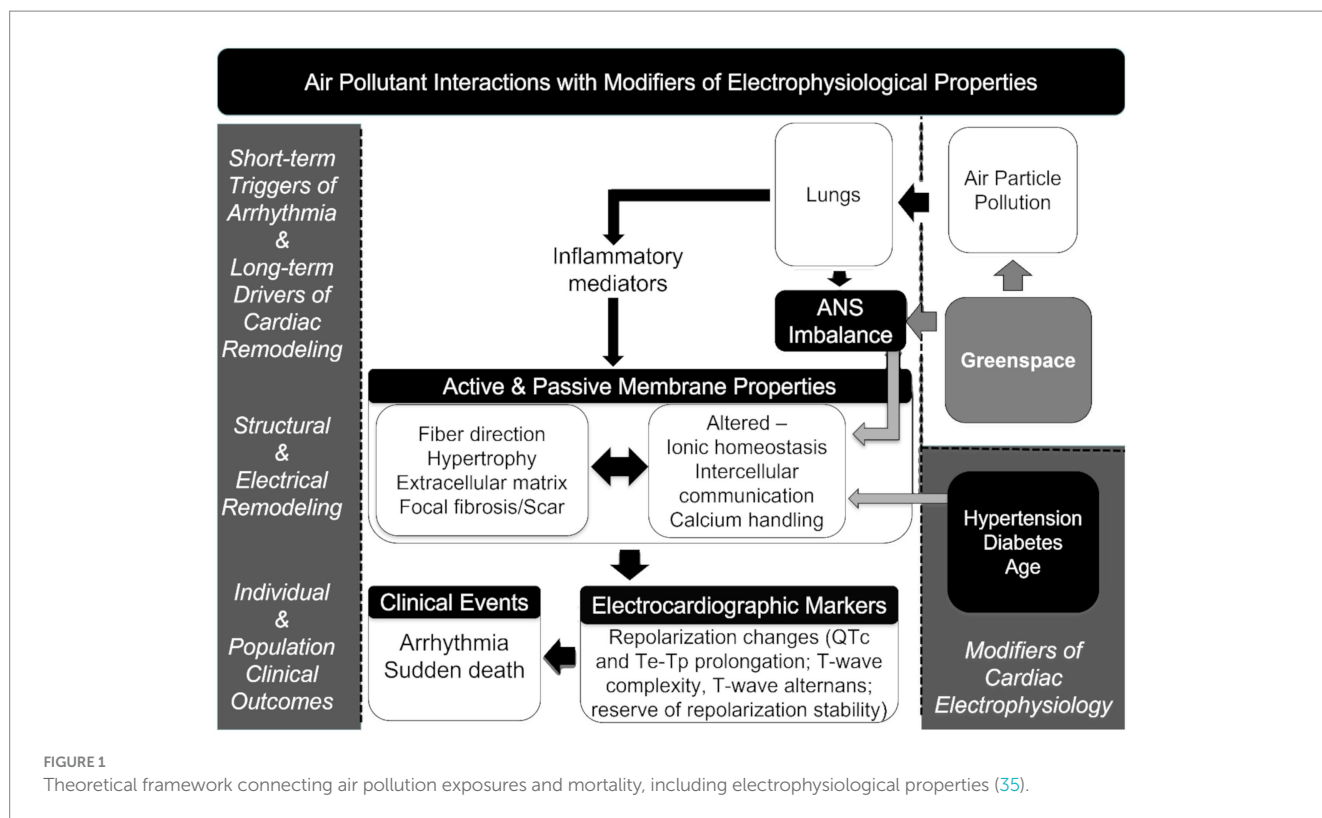 Air Pollutant Interactions with Modifiers of Electrophysiological Properties
Short-term
Triggers of
Arrhythmia
&
Long-term
Drivers of
Cardiac
Remodeling
Lungs
Air Particle
Pollution
Inflammatory
mediators
ANS
Imbalance
Greenspace
Active & Passive Membrane Properties
Structural
&
Electrical
Remodeling
Fiber direction
Hypertrophy
Extracellular matrix
Focal fibrosis/Scar
Altered –
Ionic homeostasis
Intercellular
communication
Calcium handling
Hypertension
Diabetes
Age
Individual
&
Population
Clinical
Outcomes
Clinical Events
Arrhythmia
Sudden death
Electrocardiographic Markers
Repolarization changes (QTc
and Te-Tp prolongation; T-wave
complexity, T-wave alternans;
reserve of repolarization stability)
Modifiers of
Cardiac
Electrophysiology
FIGURE 1
Theoretical framework connecting air pollution exposures and mortality, including electrophysiological properties (35).